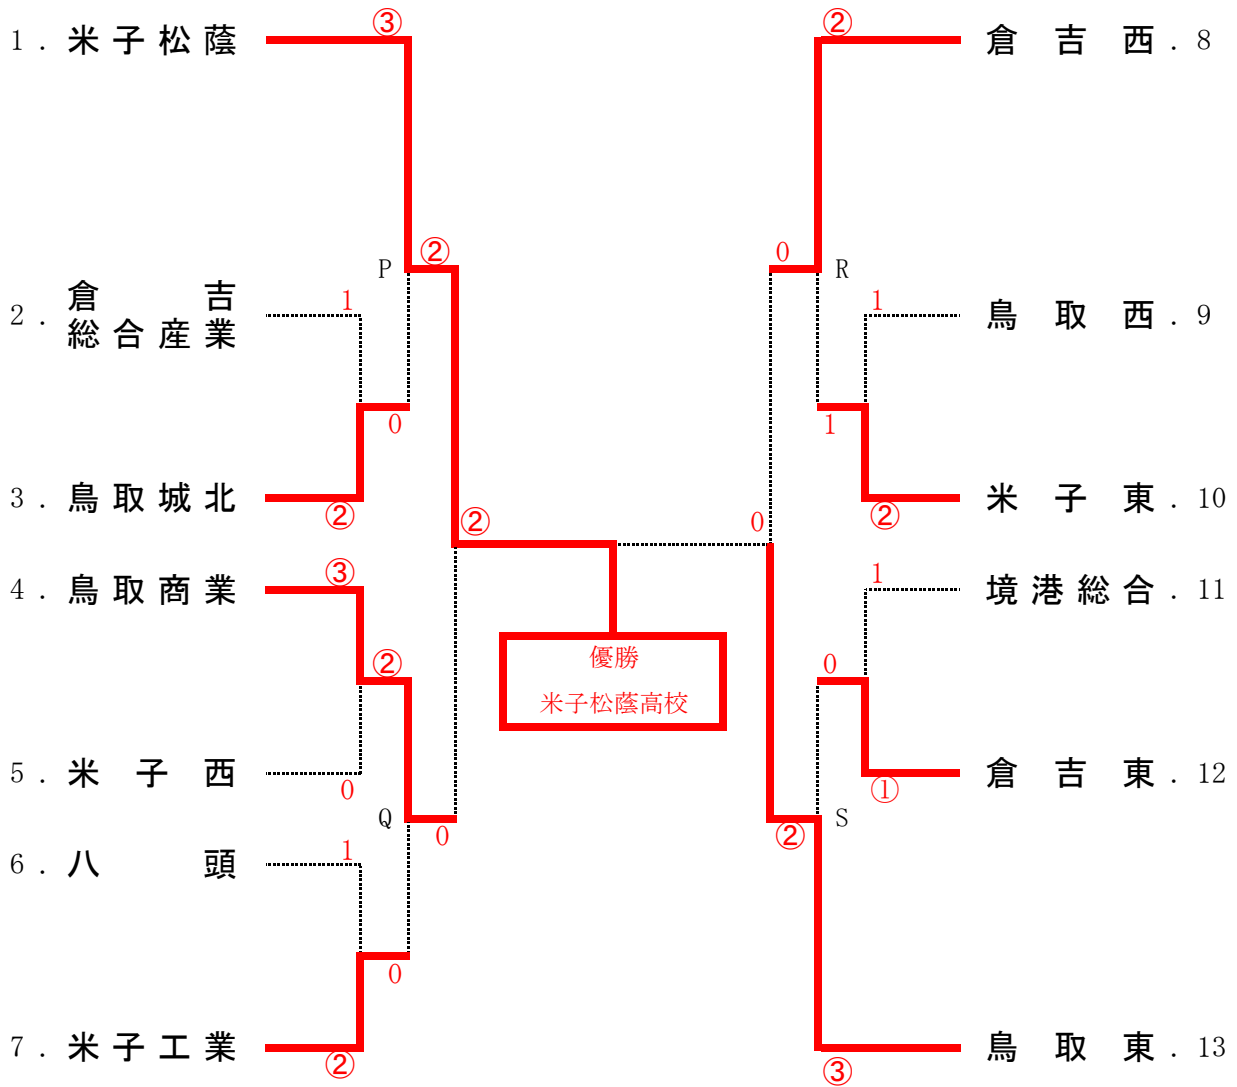 1．米子松蔭
③
②
倉吉西．8
P
②
0
R
2．倉吉
総合産業
1
1
鳥取西．9
0
1
3．鳥取城北
②
②
米子東．10
②
0
4．鳥取商業
③
1
境港総合．11
②
0
優勝
米子松蔭高校
5．米子西
0
①
倉吉東．12
Q
0
②
S
6．八頭
1
0
7．米子工業
②
③
鳥取東．13